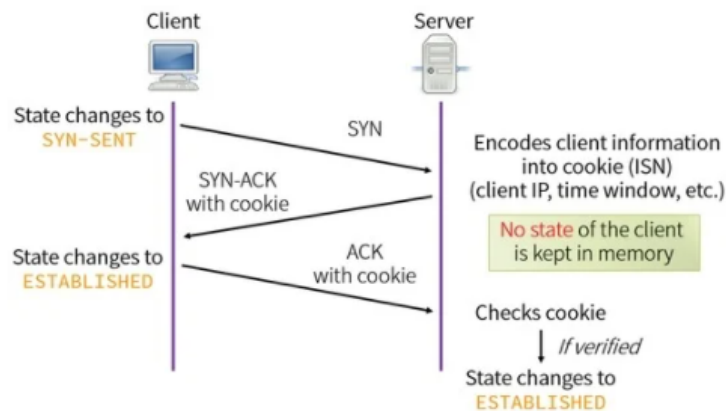 Client
Server
State changes to
SYN-SENT
SYN
Encodes client information
into cookie (ISN)
(client IP, time window, etc.)
SYN-ACK
with cookie
No state of the client
is kept in memory
State changes to
ESTABLISHED
ACK
with cookie
Checks cookie
If verified
State changes to
ESTABLISHED